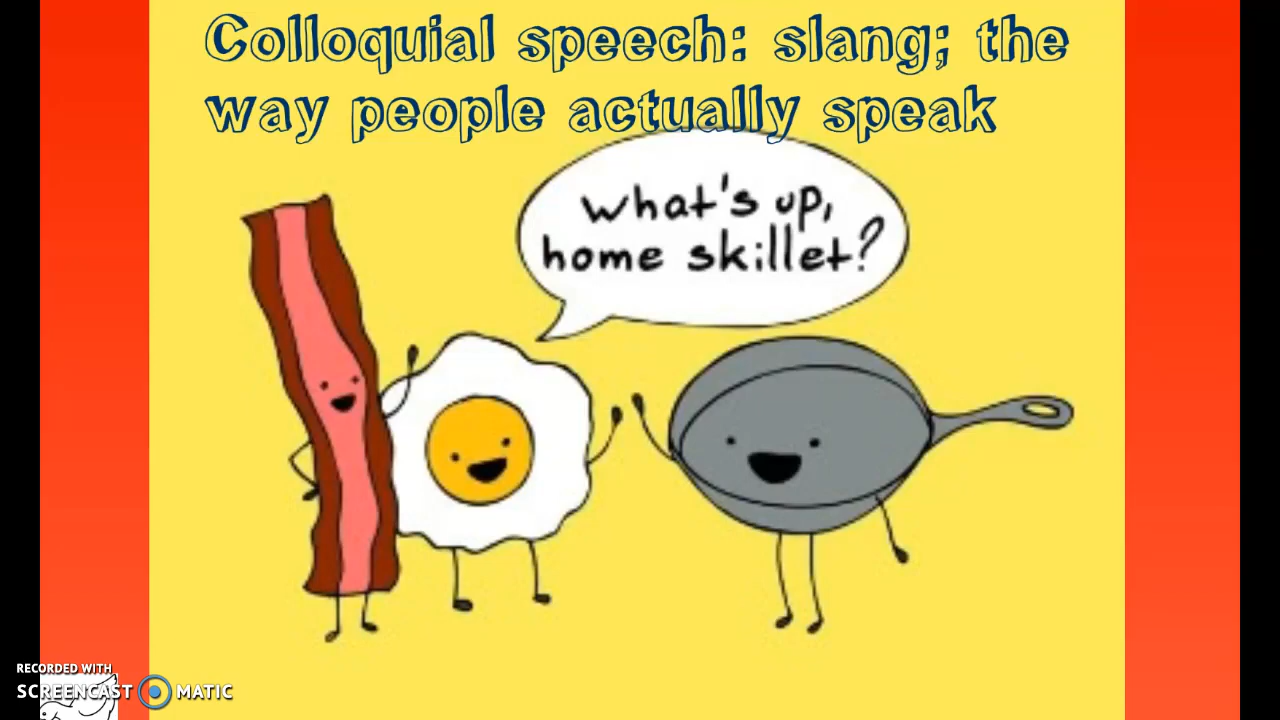 Colloquial speech: slang; the
way people actually speak
What's up,
home skillet?
RECORDED WITH
SCREENCAST MATIC